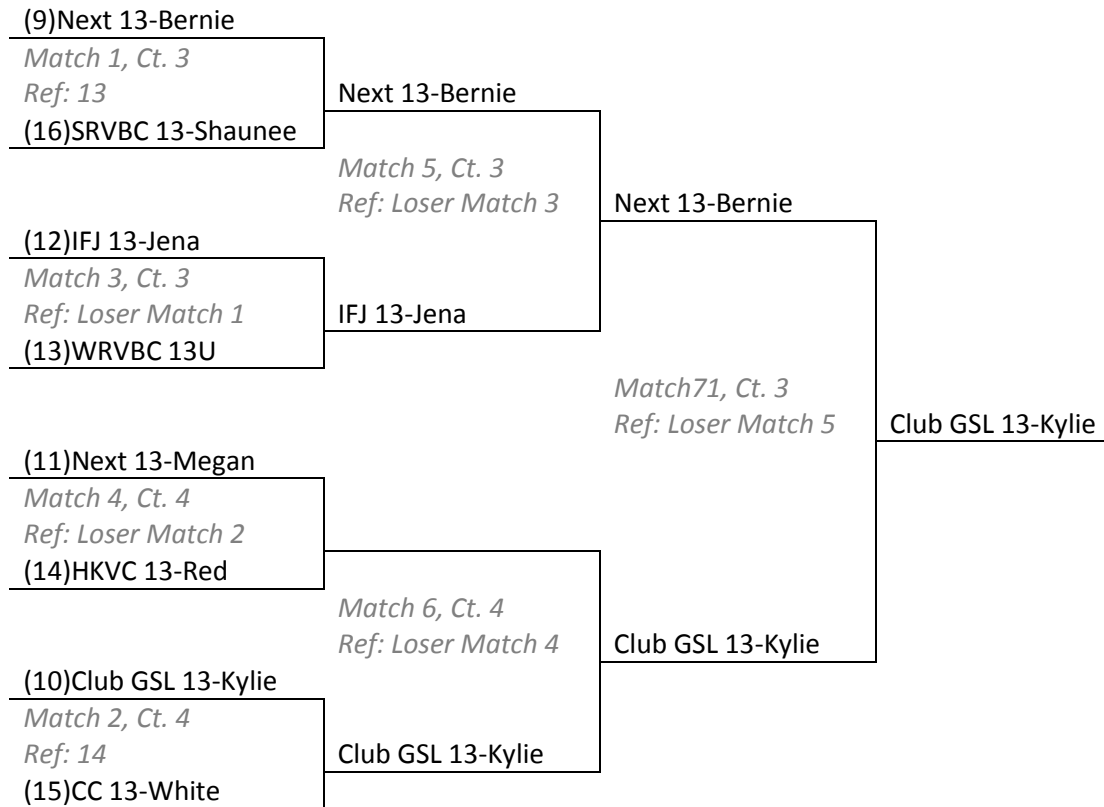 (9)Next 13-Bernie
Match 1, Ct. 3
Ref: 13
(16)SRVBC 13-Shaunee
Next 13-Bernie
Match 5, Ct. 3
Ref: Loser Match 3
(12)IFJ 13-Jena
Match 3, Ct. 3
Ref: Loser Match 1
(13)WRVBC 13U
IFJ 13-Jena
Next 13-Bernie
Match71, Ct. 3
Ref: Loser Match 5
Club GSL 13-Kylie
(11)Next 13-Megan
Match 4, Ct. 4
Ref: Loser Match 2
(14)HKVC 13-Red
Match 6, Ct. 4
Ref: Loser Match 4
Club GSL 13-Kylie
(10)Club GSL 13-Kylie
Match 2, Ct. 4
Ref: 14
(15)CC 13-White
Club GSL 13-Kylie